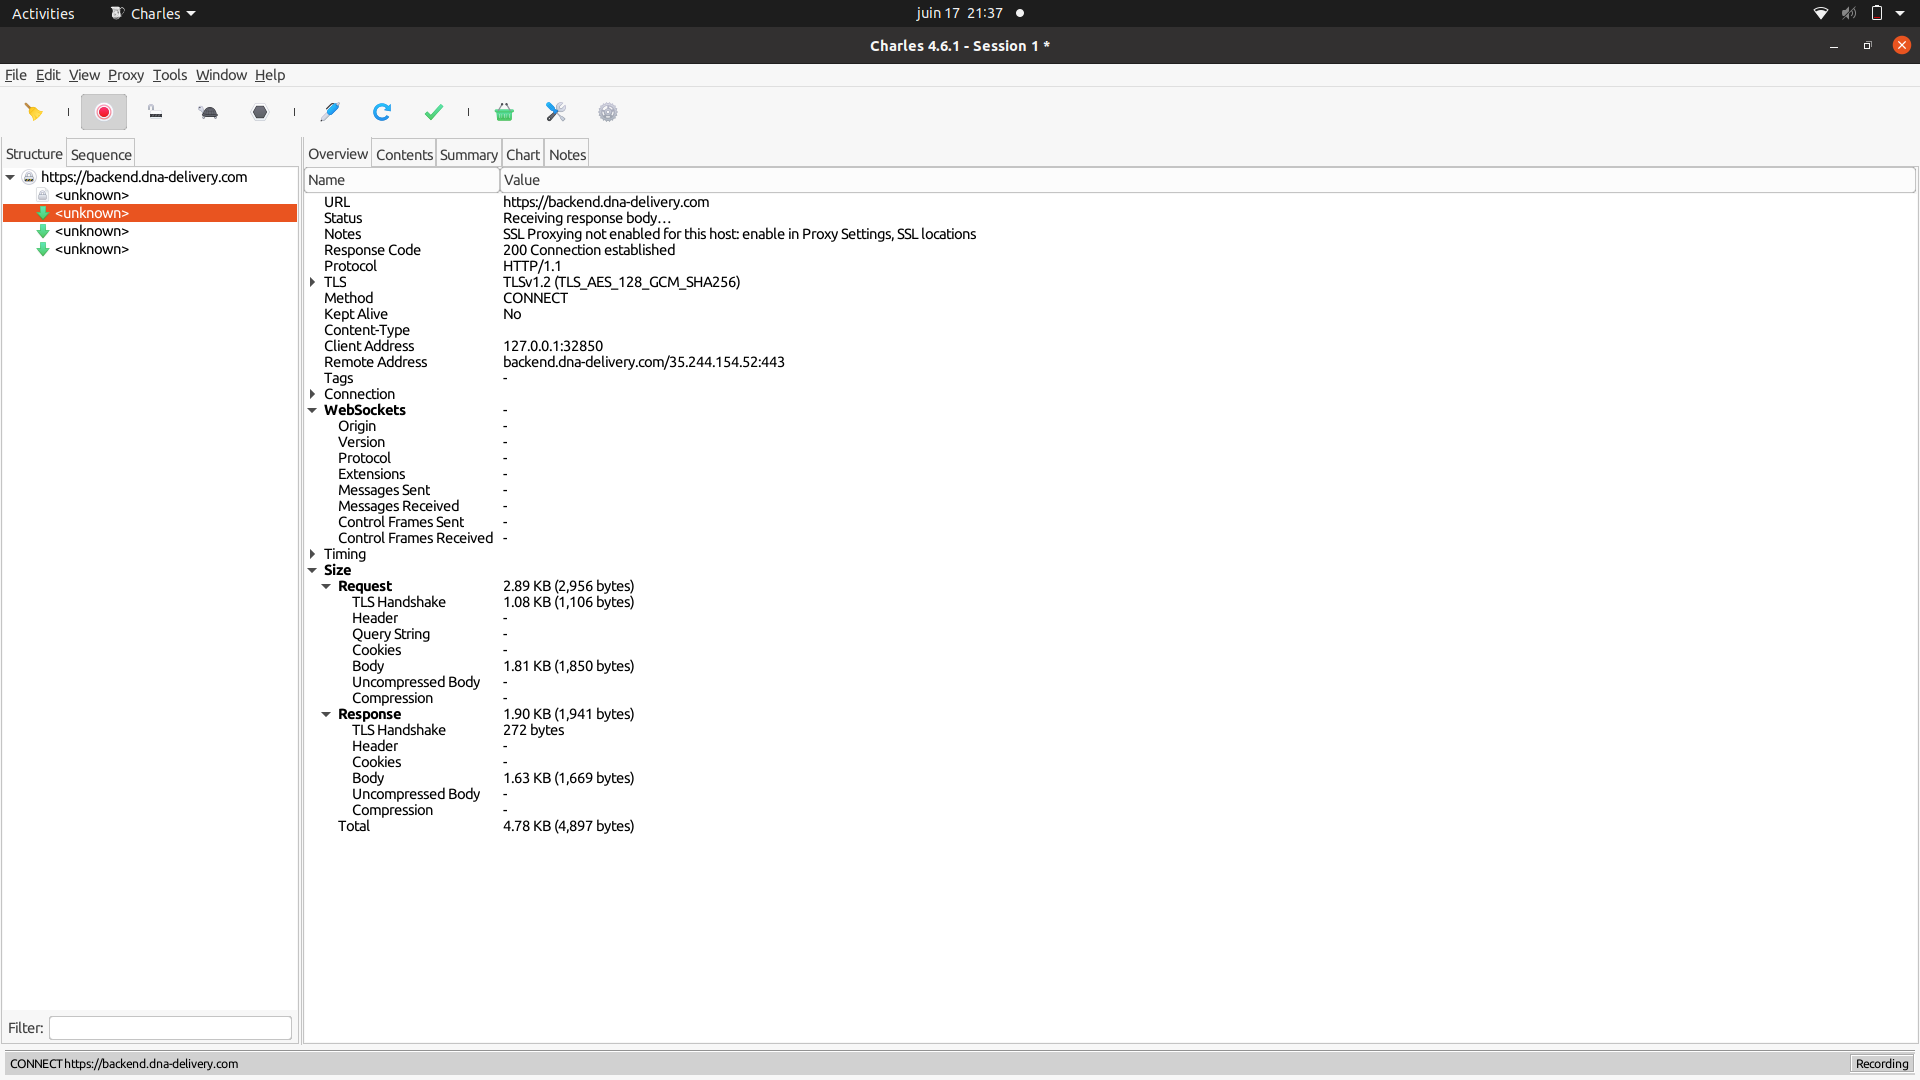 Activities Charles juin 17 21:37
Charles 4.6.1 - Session 1 *
File Edit View Proxy Tools Window Help
Structure Sequence
Overview Contents Summary Chart Notes
https://backend.dna-delivery.com
<unknown>
<unknown>
<unknown>
<unknown>
Name Value
URL https://backend.dna-delivery.com
Status Receiving response body…
Notes SSL Proxying not enabled for this host: enable in Proxy Settings, SSL locations
Response Code 200 Connection established
Protocol HTTP/1.1
TLS TLSv1.2 (TLS_AES_128_GCM_SHA256)
Method CONNECT
Kept Alive No
Content-Type
Client Address 127.0.0.1:32850
Remote Address backend.dna-delivery.com/35.244.154.52:443
Tags -
Connection
WebSockets -
Origin -
Version -
Protocol -
Extensions -
Messages Sent -
Messages Received -
Control Frames Sent -
Control Frames Received -
Timing
Size
Request 2.89 KB (2,956 bytes)
TLS Handshake 1.08 KB (1,106 bytes)
Header -
Query String -
Cookies -
Body 1.81 KB (1,850 bytes)
Uncompressed Body -
Compression -
Response 1.90 KB (1,941 bytes)
TLS Handshake 272 bytes
Header -
Cookies -
Body 1.63 KB (1,669 bytes)
Uncompressed Body -
Compression -
Total 4.78 KB (4,897 bytes)
Filter:
CONNECT https://backend.dna-delivery.com Recording